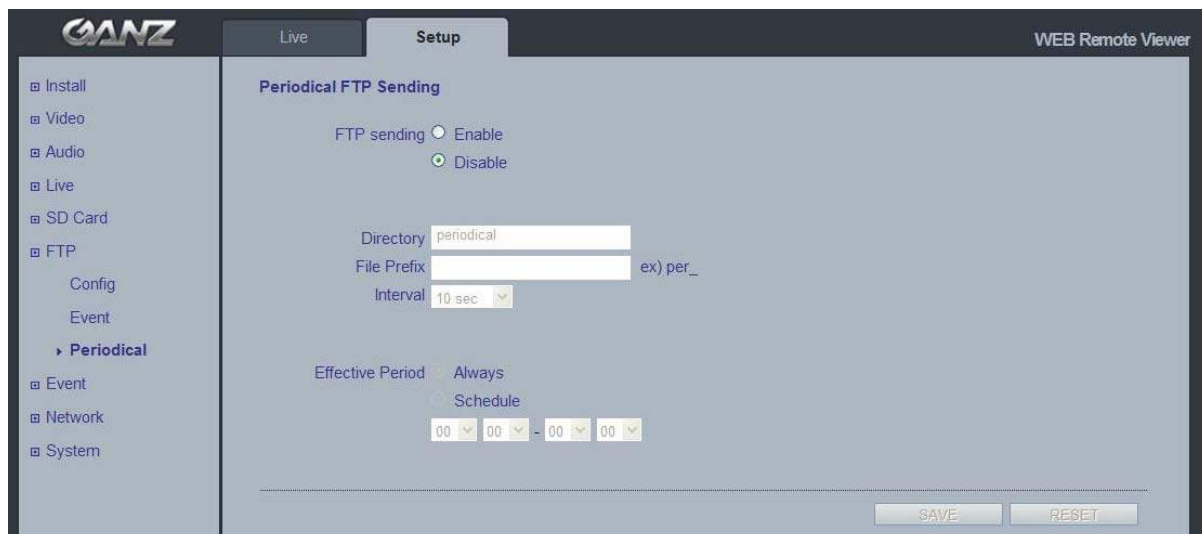 GANZ
Live
Setup
WEB Remote Viewer
Install
Video
Audio
Live
SD Card
FTP
Config
Event
Periodical
Event
Network
System
Periodical FTP Sending
FTP sending Enable
Disable
Directory periodical
File Prefix ex) per_
Interval 10 sec
Effective Period Always
Schedule
00 00 - 00 00
SAVE RESET